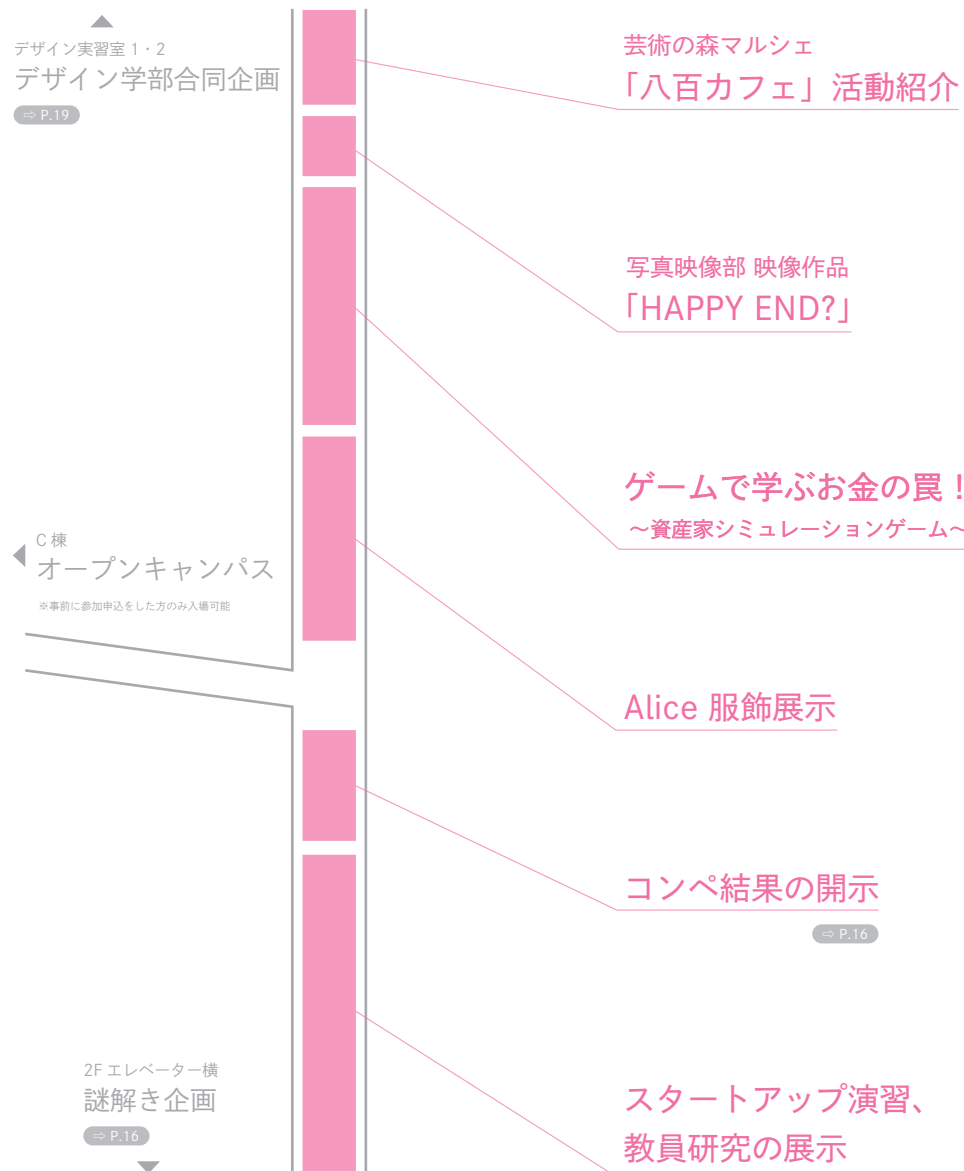 デザイン実習室 1・2
デザイン学部合同企画
⇨ P.19
芸術の森マルシェ
「八百カフェ」活動紹介
写真映像部 映像作品
「HAPPY END?」
ゲームで学ぶお金の罠！
～資産家シミュレーションゲーム～
C 棟
オープンキャンパス
※事前に参加申込をした方のみ入場可能
Alice 服飾展示
コンペ結果の開示
⇨ P.16
2F エレベーター横
謎解き企画
⇨ P.16
スタートアップ演習、
教員研究の展示